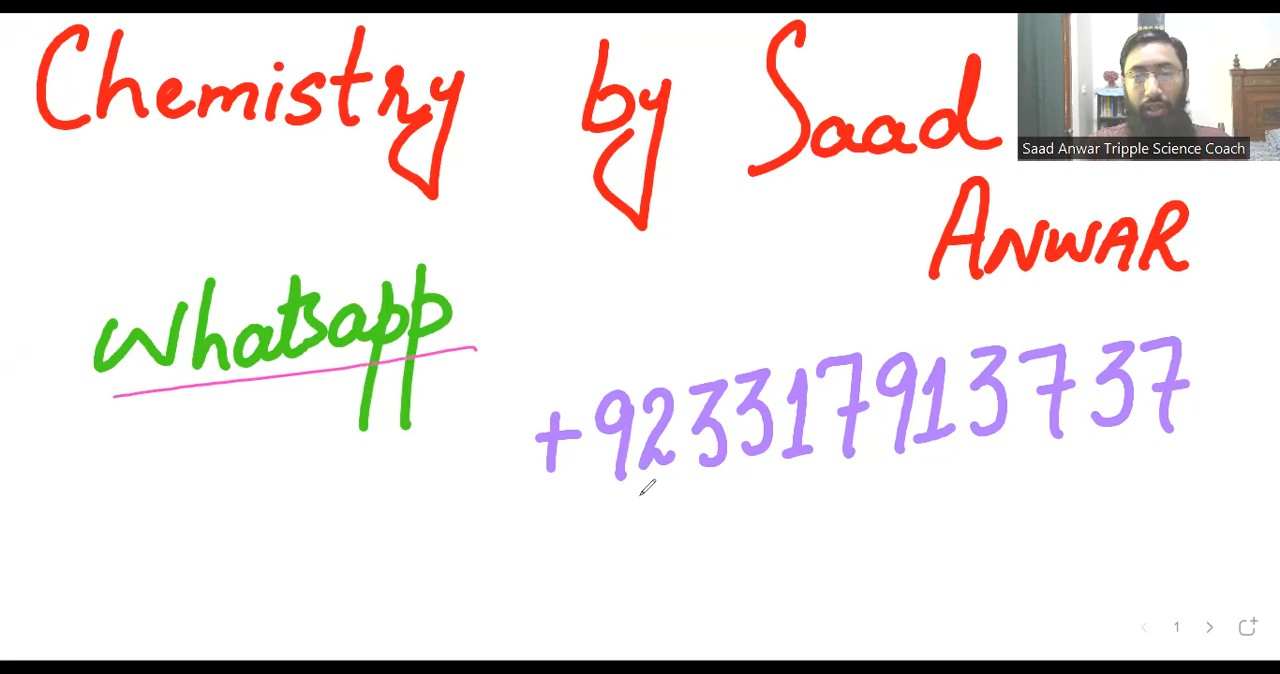 Chemistry by Saad
ANWAR
Saad Anwar Tripple Science Coach
Whatsapp
+923317913737
1